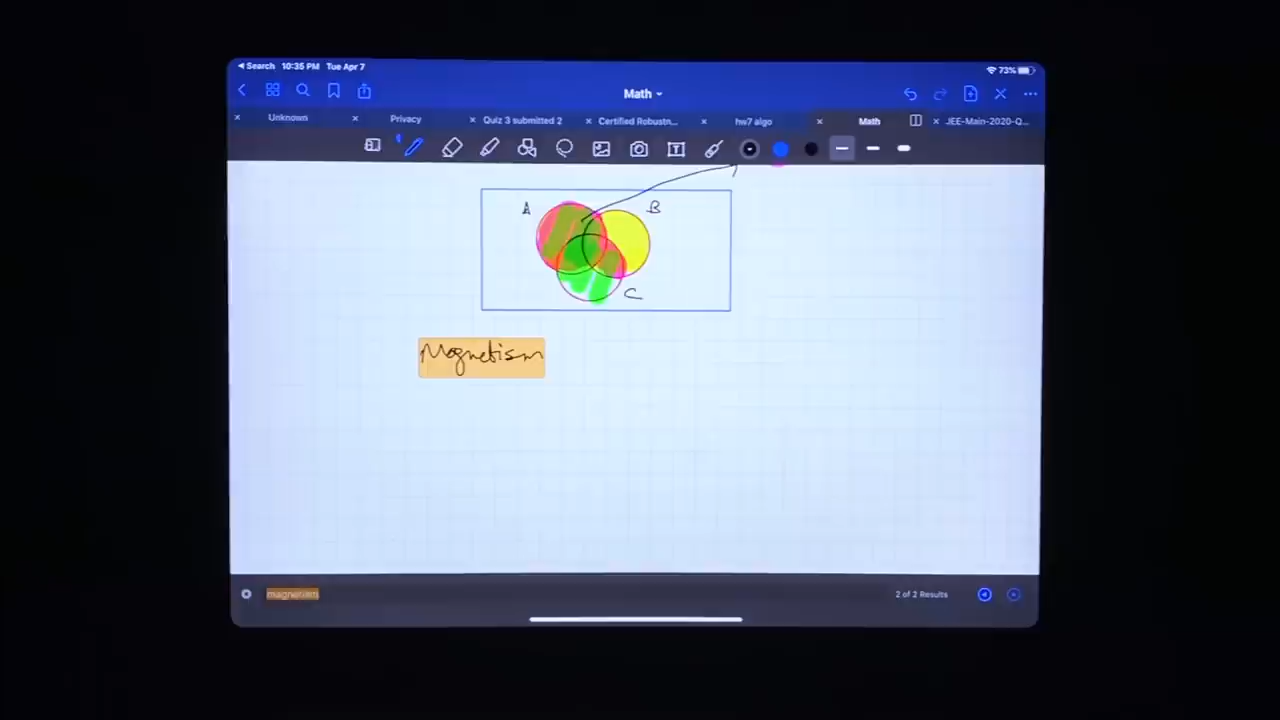 Search 10:35 PM Tue Apr 7
73%
Math
Unknown
Privacy
Quiz 3 submitted 2
Certified Robustn...
hw7 algo
Math
JEE-Main-2020-Q...
T
A
B
C
Magnetism
magnetism
2 of 2 Results